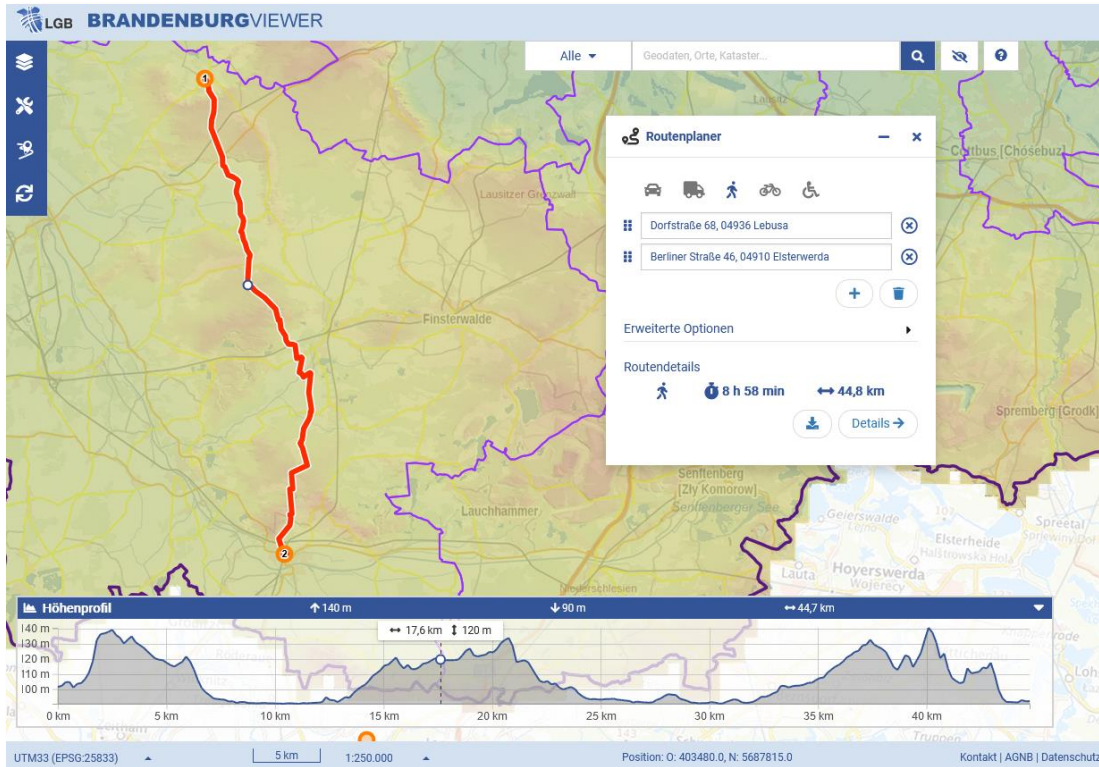 LGB BRANDENBURGVIEWER
Alle
Geodaten, Orte, Kataster...
Routenplaner
Dorfstraße 68, 04936 Lebusa
Berliner Straße 46, 04910 Elsterwerda
Erweiterte Optionen
Routendetails
8 h 58 min
44,8 km
Details
1
2
Cottbus [Chóśebuz]
Lausitzer Grenzwall
Finsterwalde
Spremberg [Grodk]
Senftenberg
[Zły Komorow]
Senftenberger See
Lauchhammer
Geierswalde
Elsterheide
Halštrowska Hola
Spreetal
Lauta
Hoyerswerda
Wojerecy
Niederschlesien
Höhenprofil
140 m
90 m
44,7 km
17,6 km
120 m
140 m
130 m
120 m
110 m
100 m
0 km
5 km
10 km
15 km
20 km
25 km
30 km
35 km
40 km
UTM33 (EPSG:25833)
5 km
1:250.000
Position: O: 403480.0, N: 5687815.0
Kontakt | AGNB | Datenschutz